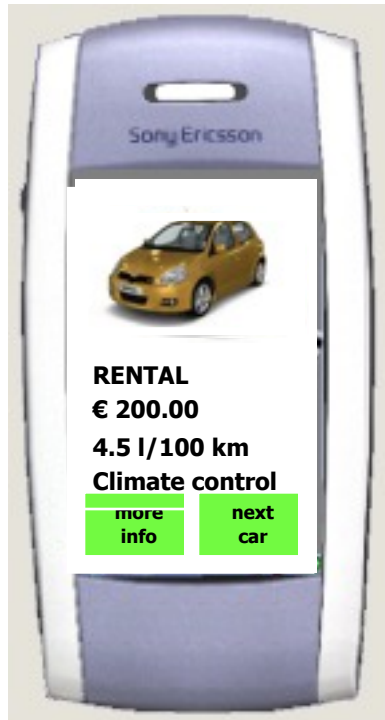 Sony Ericsson
RENTAL
€ 200.00
4.5 l/100 km
Climate control
more
info
next
car